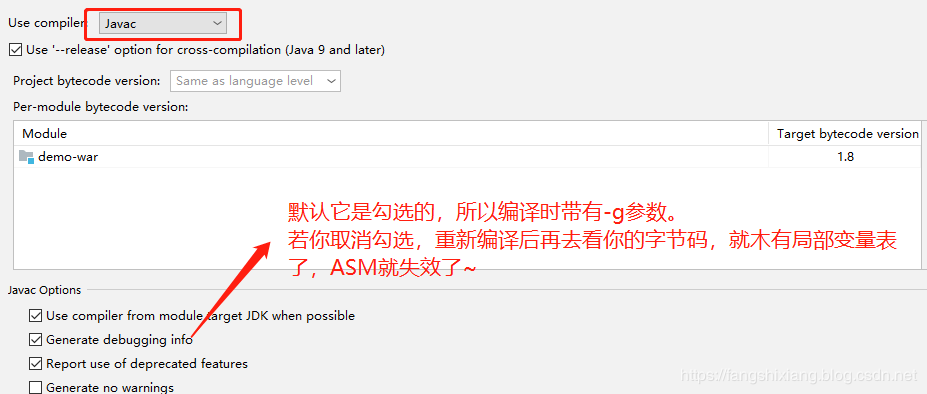 Use compiler: Javac
Use '--release' option for cross-compilation (Java 9 and later)
Project bytecode version: Same as language level
Per-module bytecode version:
Module Target bytecode version
demo-war 1.8
默认它是勾选的，所以编译时带有-g参数。
若你取消勾选，重新编译后再去看你的字节码，就木有局部变量表
了，ASM就失效了~
Javac Options
Use compiler from module target JDK when possible
Generate debugging info
Report use of deprecated features
Generate no warnings
https://fangshixiang.blog.csdn.net